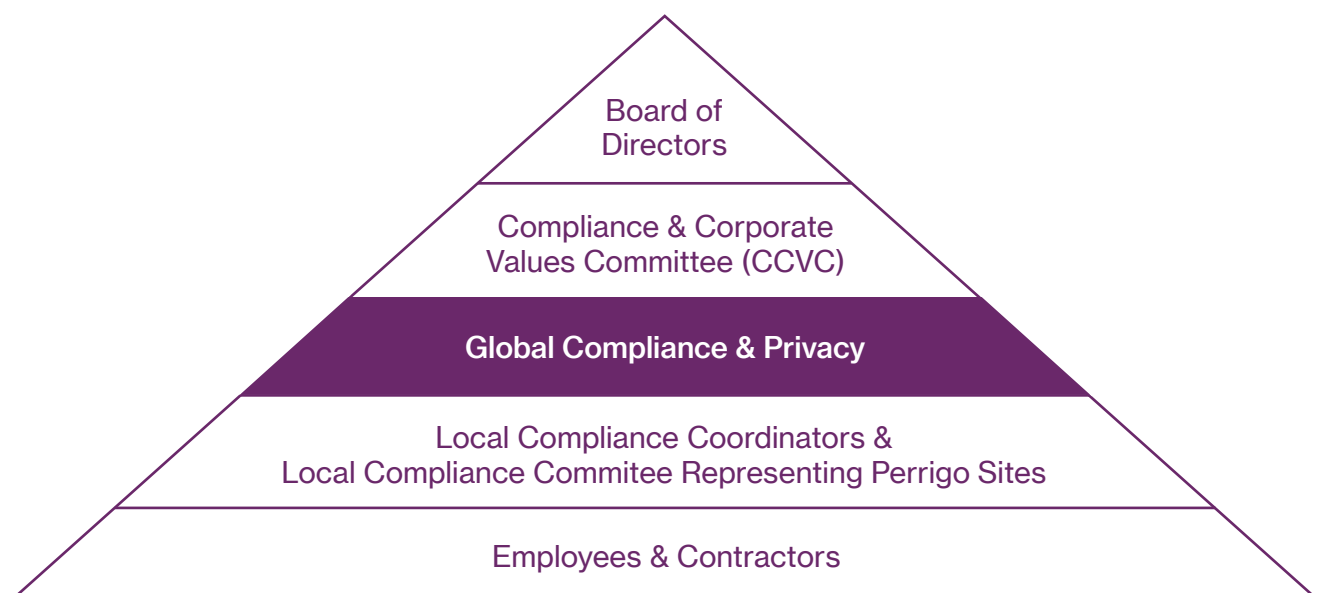 Board of
Directors
Compliance & Corporate
Values Committee (CCVC)
Global Compliance & Privacy
Local Compliance Coordinators &
Local Compliance Commitee Representing Perrigo Sites
Employees & Contractors